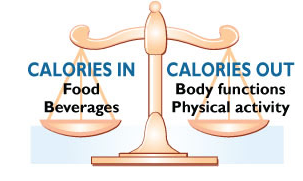 CALORIES IN
Food
Beverages
CALORIES OUT
Body functions
Physical activity